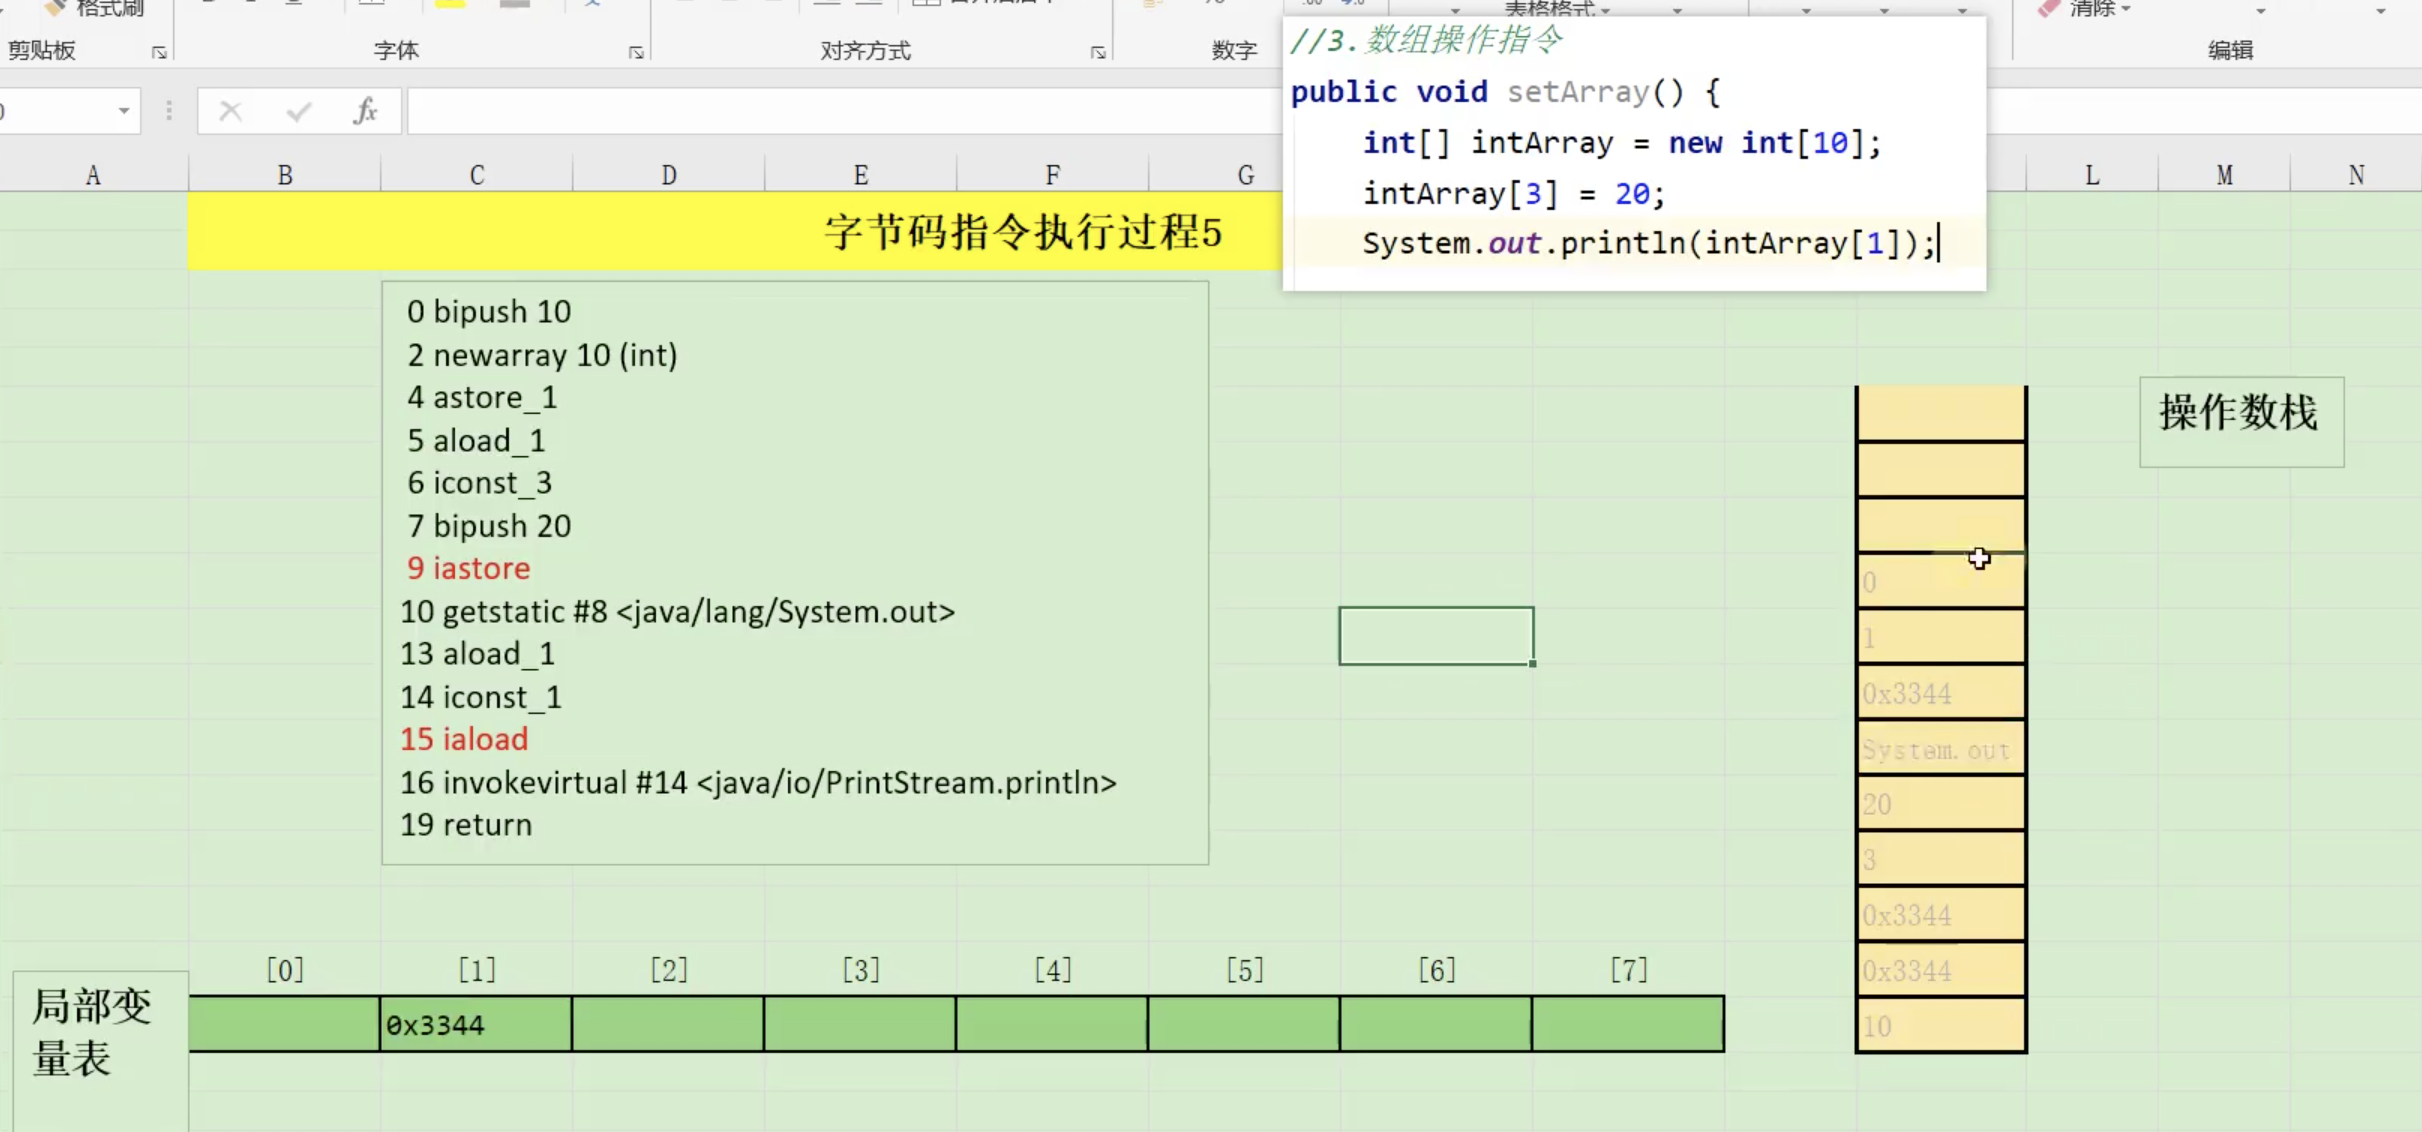 格式刷
清除
剪贴板
字体
对齐方式
数字
编辑
fx
//3.数组操作指令
public void setArray() {
int[] intArray = new int[10];
intArray[3] = 20;
System.out.println(intArray[1]);
A B C D E F G L M N
字节码指令执行过程5
0 bipush 10
2 newarray 10 (int)
4 astore_1
5 aload_1
6 iconst_3
7 bipush 20
9 iastore
10 getstatic #8 <java/lang/System.out>
13 aload_1
14 iconst_1
15 iaload
16 invokevirtual #14 <java/io/PrintStream.println>
19 return
操作数栈
0
1
0x3344
System.out
20
3
0x3344
0x3344
10
[0] [1] [2] [3] [4] [5] [6] [7]
局部变
量表
0x3344